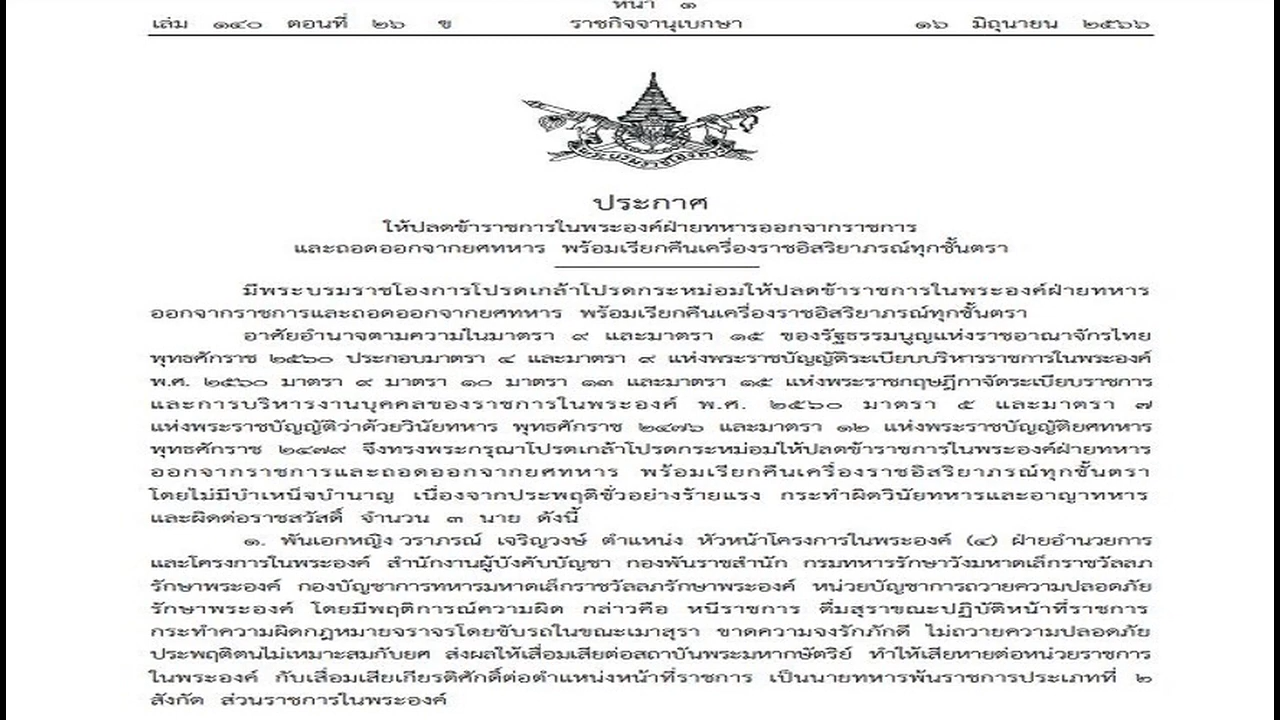 หน้า ๑
เล่ม ๑๔๐ ตอนที่ ๒๖ ข ราชกิจจานุเบกษา ๑๖ มิถุนายน ๒๕๖๖
ประกาศ
ให้ปลดข้าราชการในพระองค์ฝ่ายทหารออกจากราชการ
และถอดออกจากยศทหาร พร้อมเรียกคืนเครื่องราชอิสริยาภรณ์ทุกชั้นตรา
มีพระบรมราชโองการโปรดเกล้าโปรดกระหม่อมให้ปลดข้าราชการในพระองค์ฝ่ายทหาร
ออกจากราชการและถอดออกจากยศทหาร พร้อมเรียกคืนเครื่องราชอิสริยาภรณ์ทุกชั้นตรา
อาศัยอำนาจตามความในมาตรา ๙ และมาตรา ๑๕ ของรัฐธรรมนูญแห่งราชอาณาจักรไทย
พุทธศักราช ๒๕๖๐ ประกอบมาตรา ๔ และมาตรา ๙ แห่งพระราชบัญญัติระเบียบบริหารราชการในพระองค์
พ.ศ. ๒๕๖๐ มาตรา ๙ มาตรา ๑๐ มาตรา ๑๓ และมาตรา ๑๕ แห่งพระราชกฤษฎีกาจัดระเบียบราชการ
และการบริหารงานบุคคลของราชการในพระองค์ พ.ศ. ๒๕๖๐ มาตรา ๕ และมาตรา ๗
แห่งพระราชบัญญัติว่าด้วยวินัยทหาร พุทธศักราช ๒๔๗๖ และมาตรา ๑๒ แห่งพระราชบัญญัติยศทหาร
พุทธศักราช ๒๔๗๙ จึงทรงพระกรุณาโปรดเกล้าโปรดกระหม่อมให้ปลดข้าราชการในพระองค์ฝ่ายทหาร
ออกจากราชการและถอดออกจากยศทหาร พร้อมเรียกคืนเครื่องราชอิสริยาภรณ์ทุกชั้นตรา
โดยไม่มีบำเหน็จบำนาญ เนื่องจากประพฤติชั่วอย่างร้ายแรง กระทำผิดวินัยทหารและอาญาทหาร
และผิดต่อราชสวัสดิ์ จำนวน ๓ นาย ดังนี้
๑. พันเอกหญิง วราภรณ์ เจริญวงษ์ ตำแหน่ง หัวหน้าโครงการในพระองค์ (๔) ฝ่ายอำนวยการ
และโครงการในพระองค์ สำนักงานผู้บังคับบัญชา กองพันราชสำนัก กรมทหารรักษาวังมหาดเล็กราชวัลลภ
รักษาพระองค์ กองบัญชาการทหารมหาดเล็กราชวัลลภรักษาพระองค์ หน่วยบัญชาการถวายความปลอดภัย
รักษาพระองค์ โดยมีพฤติการณ์ความผิด กล่าวคือ หนีราชการ ดื่มสุราขณะปฏิบัติหน้าที่ราชการ
กระทำความผิดกฎหมายจราจรโดยขับรถในขณะเมาสุรา ขาดความจงรักภักดี ไม่ถวายความปลอดภัย
ประพฤติตนไม่เหมาะสมกับยศ ส่งผลให้เสื่อมเสียต่อสถาบันพระมหากษัตริย์ ทำให้เสียหายต่อหน่วยราชการ
ในพระองค์ กับเสื่อมเสียเกียรติศักดิ์ต่อตำแหน่งหน้าที่ราชการ เป็นนายทหารพันราชการประเภทที่ ๒
สังกัด ส่วนราชการในพระองค์